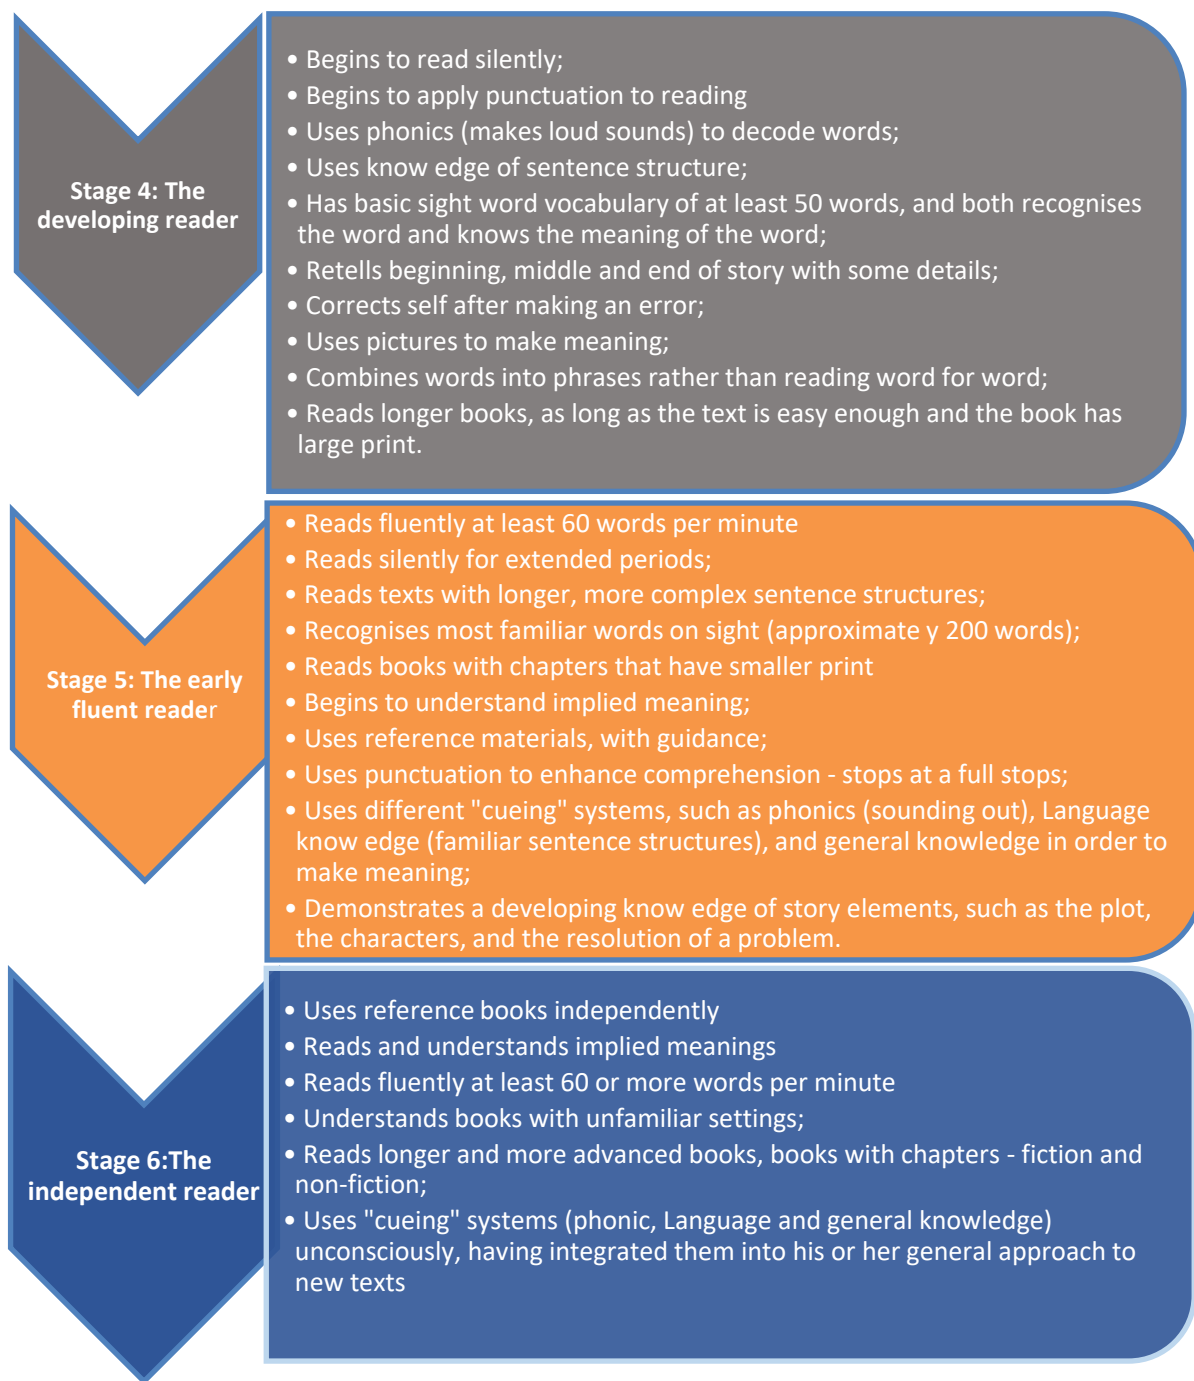 Stage 4: The
developing reader
• Begins to read silently;
• Begins to apply punctuation to reading
• Uses phonics (makes loud sounds) to decode words;
• Uses know edge of sentence structure;
• Has basic sight word vocabulary of at least 50 words, and both recognises
the word and knows the meaning of the word;
• Retells beginning, middle and end of story with some details;
• Corrects self after making an error;
• Uses pictures to make meaning;
• Combines words into phrases rather than reading word for word;
• Reads longer books, as long as the text is easy enough and the book has
large print.
Stage 5: The early
fluent reader
• Reads fluently at least 60 words per minute
• Reads silently for extended periods;
• Reads texts with longer, more complex sentence structures;
• Recognises most familiar words on sight (approximate y 200 words);
• Reads books with chapters that have smaller print
• Begins to understand implied meaning;
• Uses reference materials, with guidance;
• Uses punctuation to enhance comprehension - stops at a full stops;
• Uses different "cueing" systems, such as phonics (sounding out), Language
know edge (familiar sentence structures), and general knowledge in order to
make meaning;
• Demonstrates a developing know edge of story elements, such as the plot,
the characters, and the resolution of a problem.
Stage 6:The
independent reader
• Uses reference books independently
• Reads and understands implied meanings
• Reads fluently at least 60 or more words per minute
• Understands books with unfamiliar settings;
• Reads longer and more advanced books, books with chapters - fiction and
non-fiction;
• Uses "cueing" systems (phonic, Language and general knowledge)
unconsciously, having integrated them into his or her general approach to
new texts